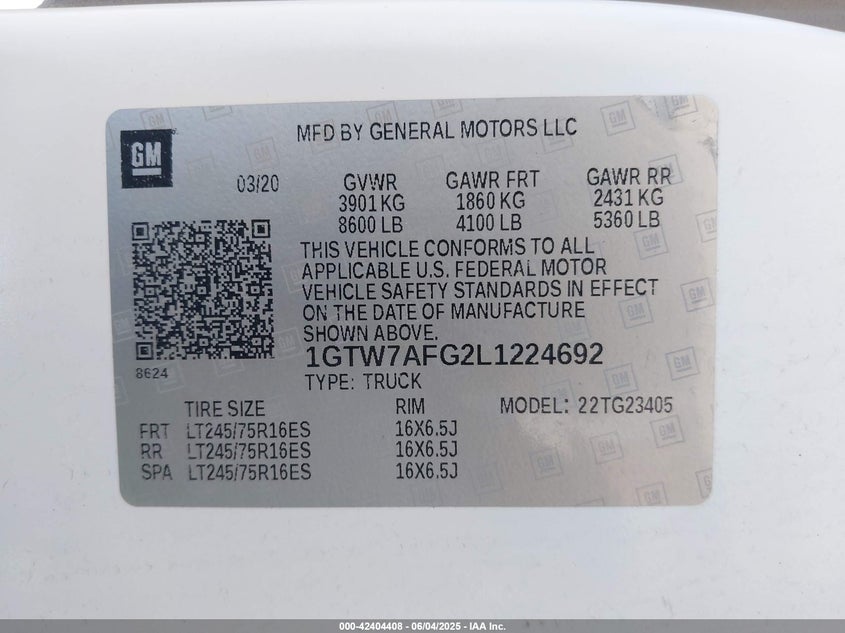 GM
MFD BY GENERAL MOTORS LLC
03/20 GVWR GAWR FRT GAWR RR
3901 KG 1860 KG 2431 KG
8600 LB 4100 LB 5360 LB
THIS VEHICLE CONFORMS TO ALL
APPLICABLE U.S. FEDERAL MOTOR
VEHICLE SAFETY STANDARDS IN EFFECT
ON THE DATE OF MANUFACTURE
SHOWN ABOVE.
1GTW7AFG2L1224692
8624
TYPE: TRUCK
TIRE SIZE RIM MODEL: 22TG23405
FRT LT245/75R16ES 16X6.5J
RR LT245/75R16ES 16X6.5J
SPA LT245/75R16ES 16X6.5J
000-42404408 - 06/04/2025 - IAA Inc.